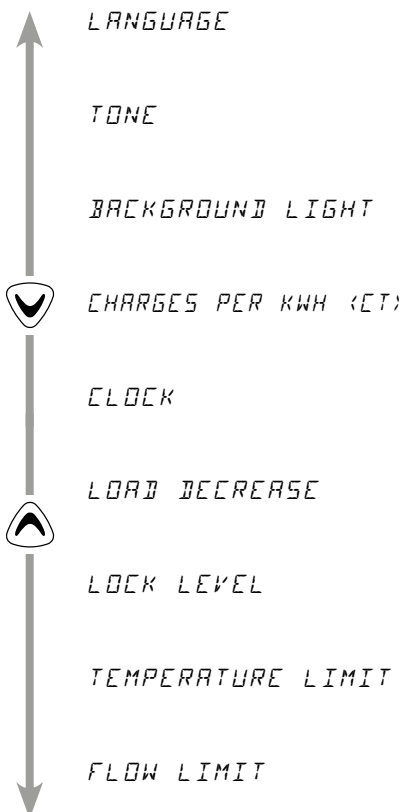 LANGUAGE
TONE
BACKGROUND LIGHT
CHARGES PER KWH (CT)
CLOCK
LOAD DECREASE
LOCK LEVEL
TEMPERATURE LIMIT
FLOW LIMIT